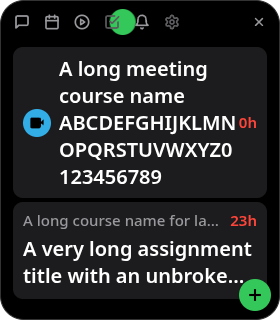 A long meeting
course name
ABCDEFGHIJKLMN 0h
OPQRSTUVWXYZ0
123456789
A long course name for la... 23h
A very long assignment
title with an unbroke...